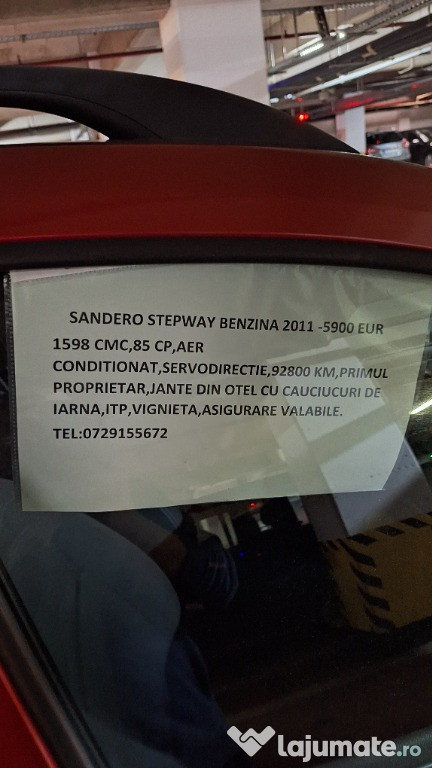 SANDERO STEPWAY BENZINA 2011 -5900 EUR
1598 CMC,85 CP,AER
CONDITIONAT,SERVODIRECTIE,92800 KM,PRIMUL
PROPRIETAR,JANTE DIN OTEL CU CAUCIUCURI DE
IARNA,ITP,VIGNIETA,ASIGURARE VALABILE.
TEL:0729155672
lajumate.ro